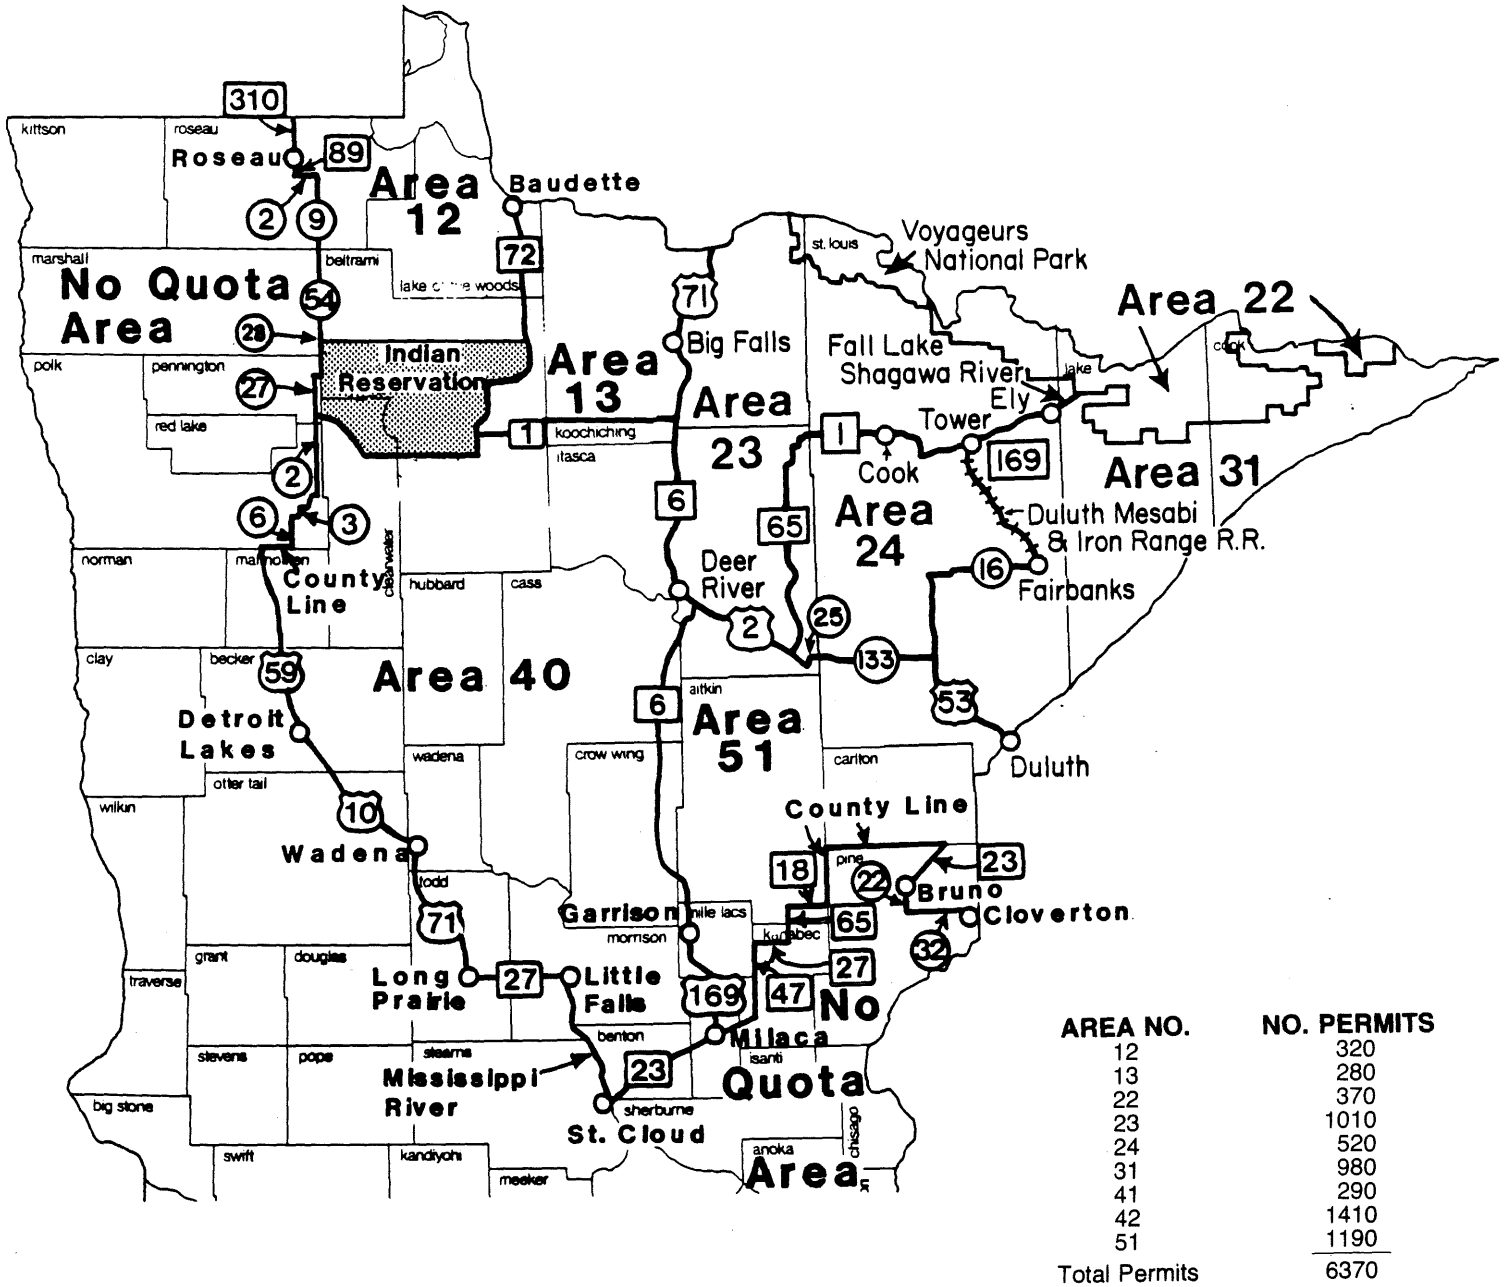 310
kittson
roseau
Roseau
89
Area
12
Baudette
2
9
72
marshall
beltrami
lake of the woods
No Quota
Area
54
28
71
st. louis
Voyageurs
National Park
Area 22
polk
pennington
Indian
Reservation
27
Area
13
Big Falls
Fall Lake
Shagawa River
Ely
lake
cook
red lake
1
koochiching
itasca
Area
23
1
Tower
Cook
169
Area 31
2
6
3
6
65
Area
24
Duluth Mesabi
& Iron Range R.R.
norman
mahnomen
County
Line
clearwater
hubbard
cass
Deer
River
2
25
16
Fairbanks
133
clay
becker
59
Area 40
6
aitkin
Area
51
53
Detroit
Lakes
Duluth
wadena
crow wing
carlton
otter tail
wilkin
10
County Line
Wadena
todd
18
pine
22
23
Bruno
71
Garrison
mille lacs
65
Cloverton
morrison
kanabec
32
grant
douglas
traverse
Long
Prairie
27
Little
Falls
169
47
27
No
Milaca
benton
stevens
pope
stearns
isanti
Mississippi
River
23
Quota
big stone
sherburne
St. Cloud
chisago
swift
kandiyohi
meeker
anoka
Area
AREA NO. NO. PERMITS
12 320
13 280
22 370
23 1010
24 520
31 980
41 290
42 1410
51 1190
Total Permits 6370